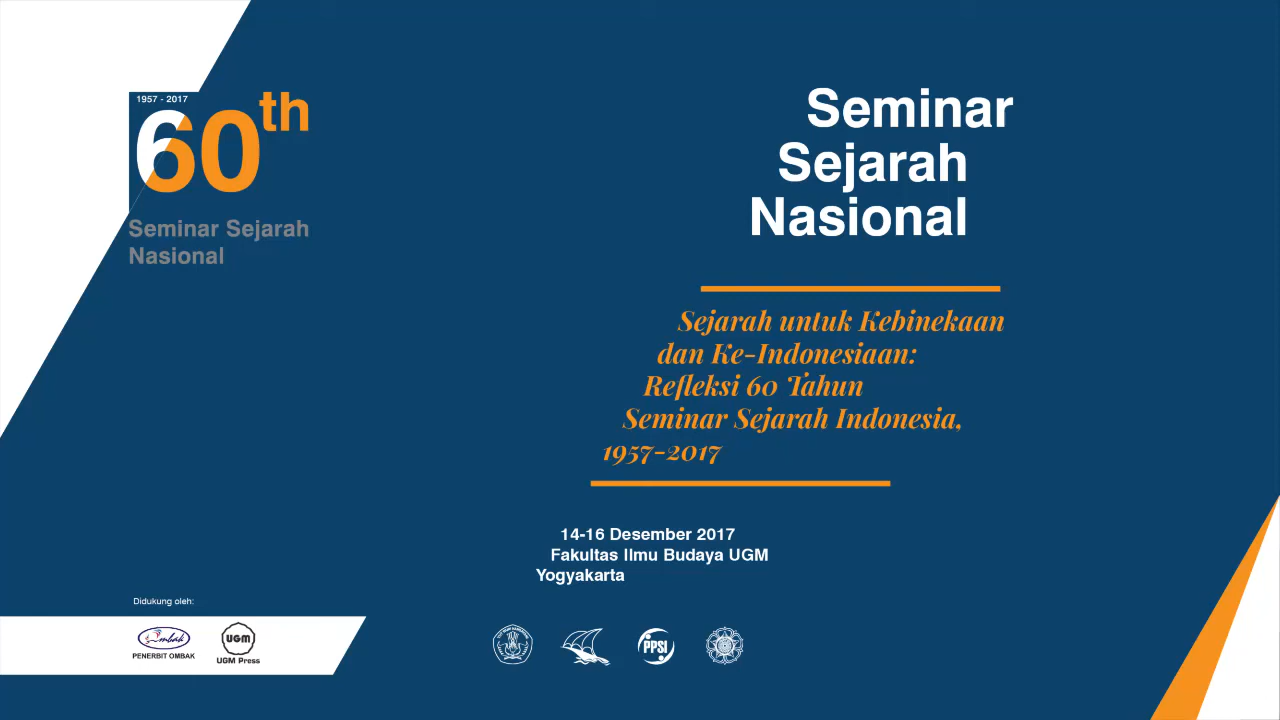 1957 - 2017
60th
Seminar Sejarah
Nasional
Seminar
Sejarah
Nasional
Sejarah untuk Kebinekaan
dan Ke-Indonesiaan:
Refleksi 60 Tahun
Seminar Sejarah Indonesia,
1957-2017
14-16 Desember 2017
Fakultas Ilmu Budaya UGM
Yogyakarta
Didukung oleh:
Ombak
PENERBIT OMBAK
UGM
UGM Press
PPSI